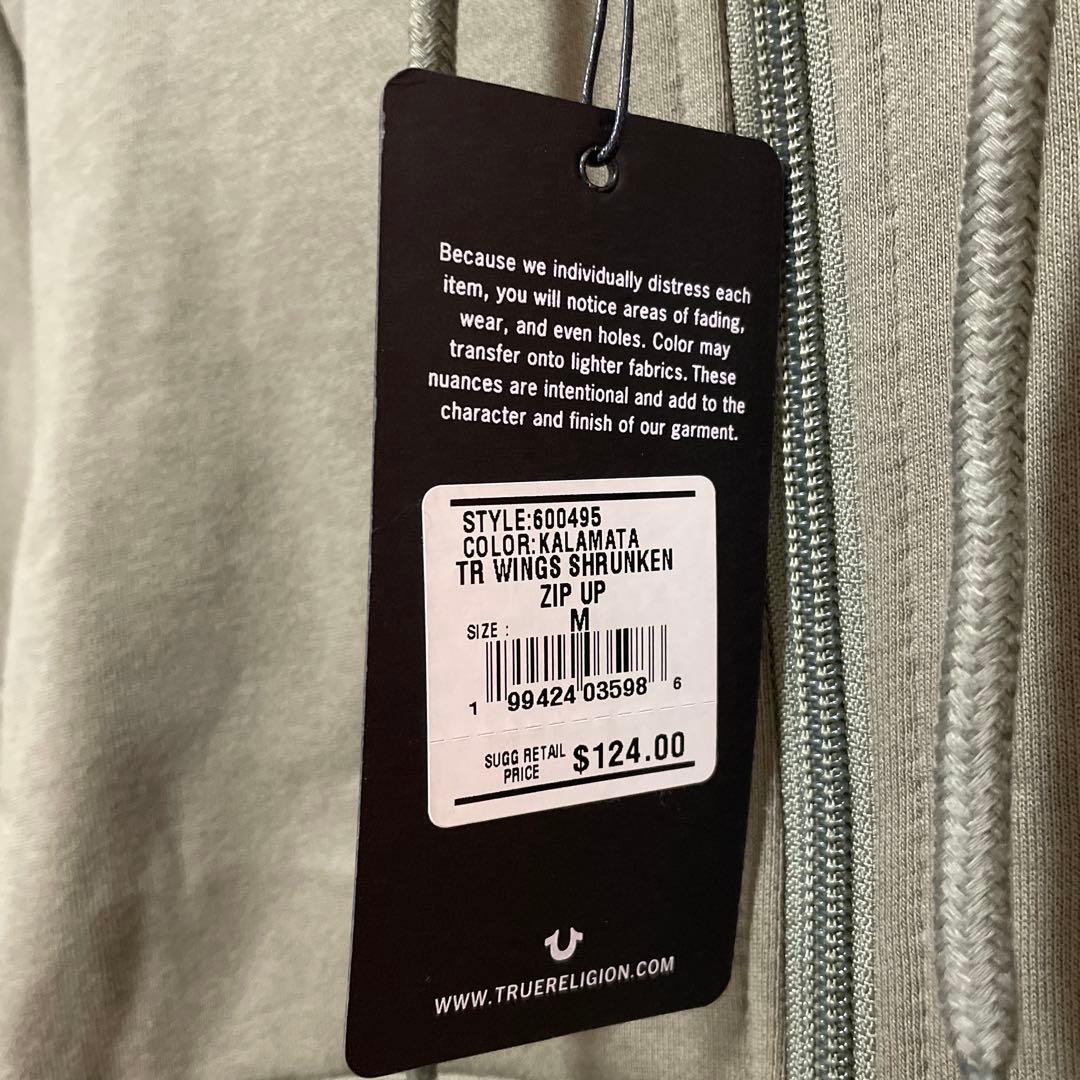 Because we individually distress each
item, you will notice areas of fading,
wear, and even holes. Color may
transfer onto lighter fabrics. These
nuances are intentional and add to the
character and finish of our garment.
STYLE:600495
COLOR:KALAMATA
TR WINGS SHRUNKEN
ZIP UP
SIZE : M
1 99424 03598 6
SUGG RETAIL
PRICE $124.00
WWW.TRUERELIGION.COM